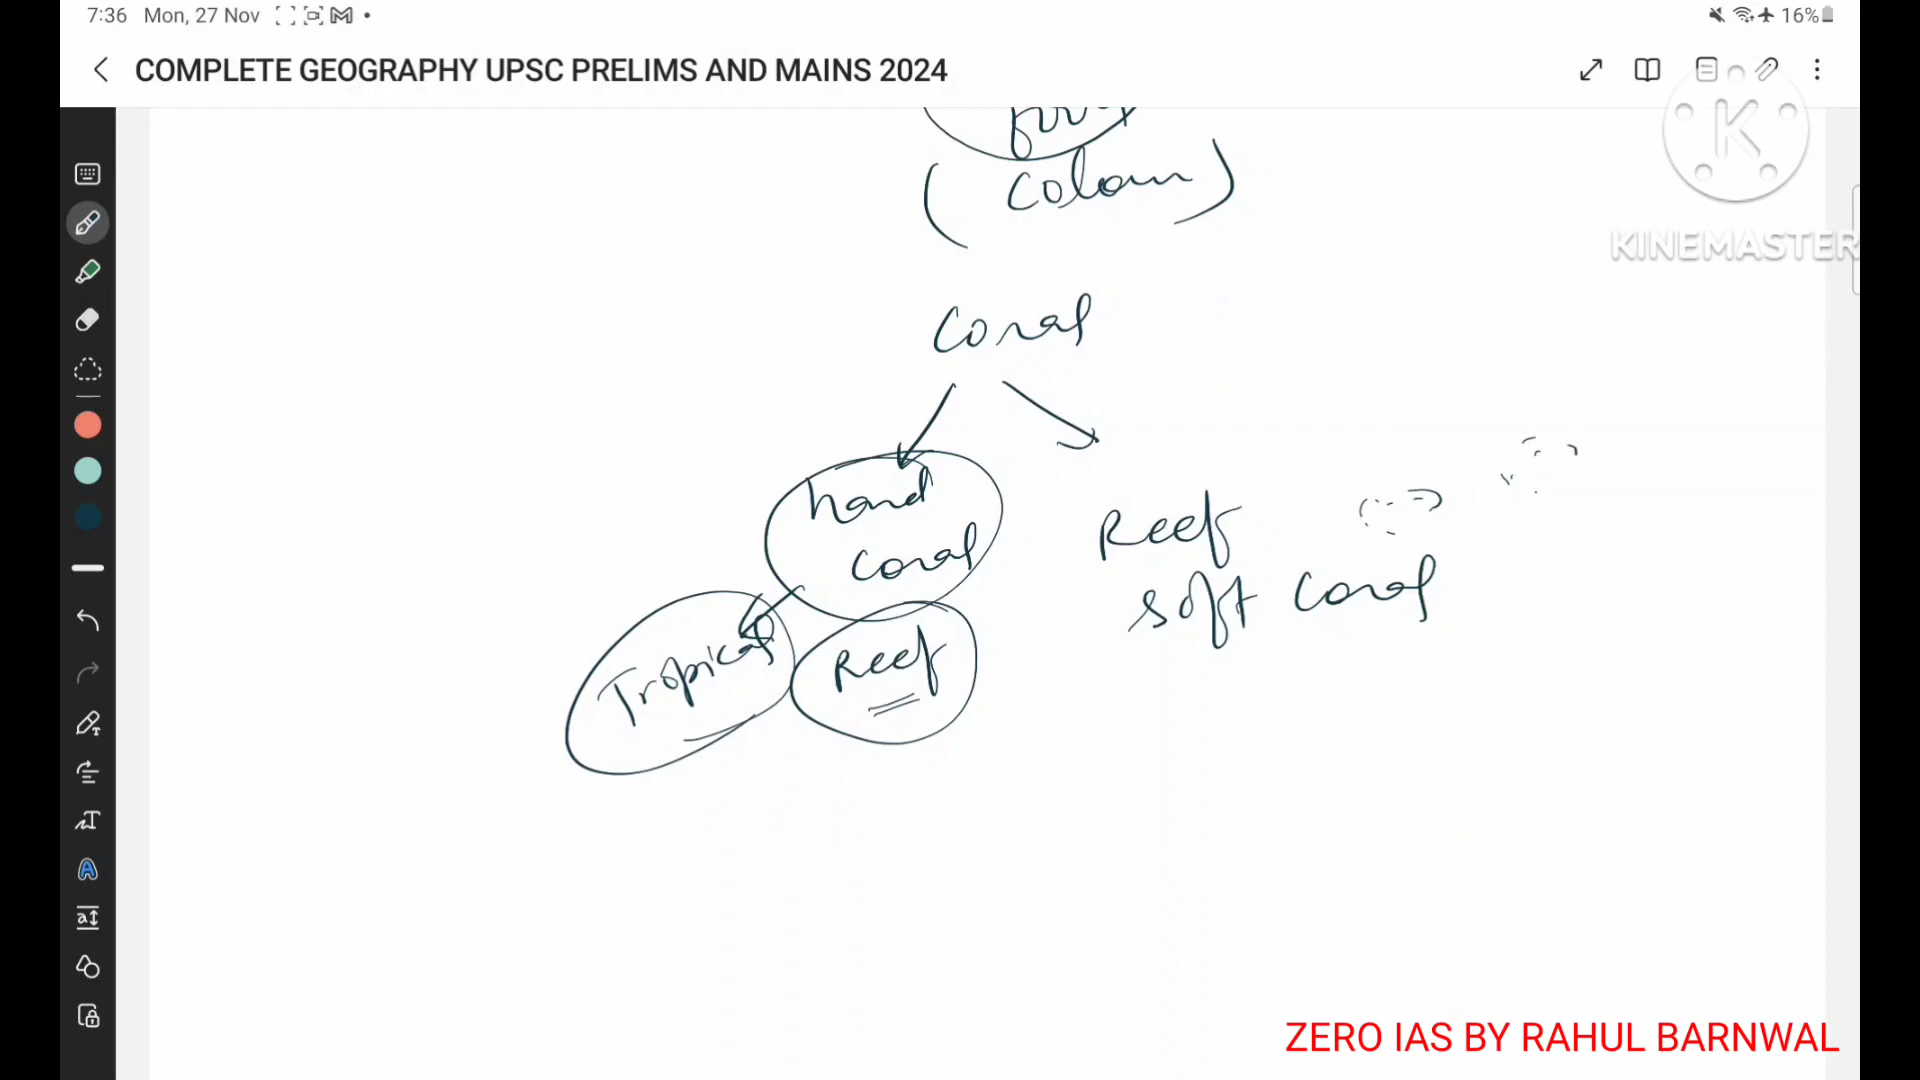 7:36 Mon, 27 Nov
16%
COMPLETE GEOGRAPHY UPSC PRELIMS AND MAINS 2024
K
KINEMASTER
(Colour)
Coral
hard
coral
Reef
soft coral
Tropical
Reef
ZERO IAS BY RAHUL BARNWAL